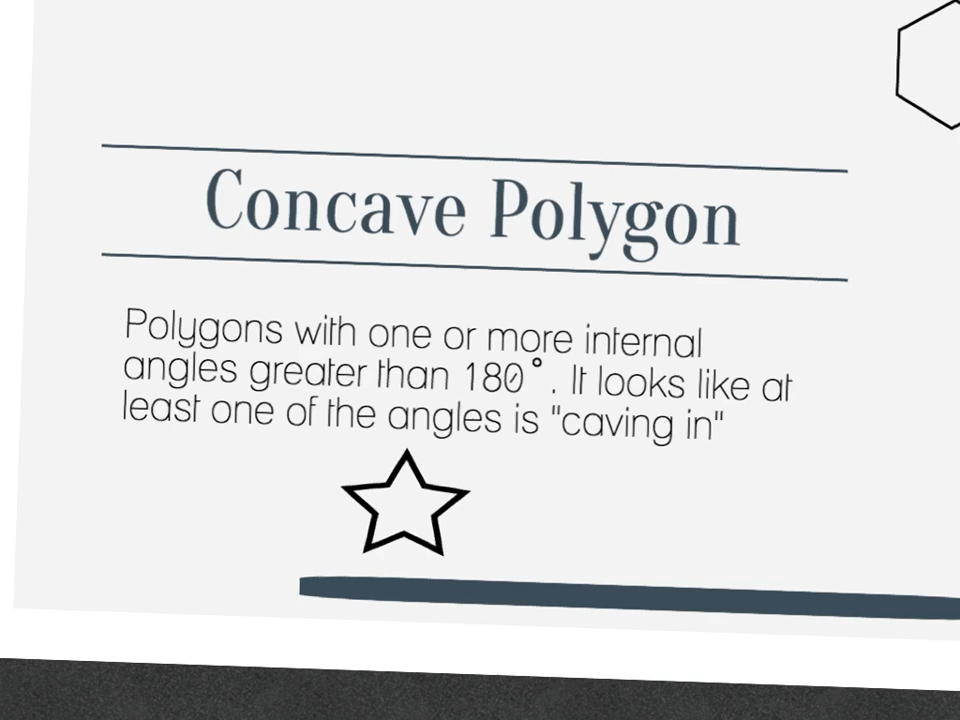 Concave Polygon
Polygons with one or more internal
angles greater than 180°. It looks like at
least one of the angles is "caving in"